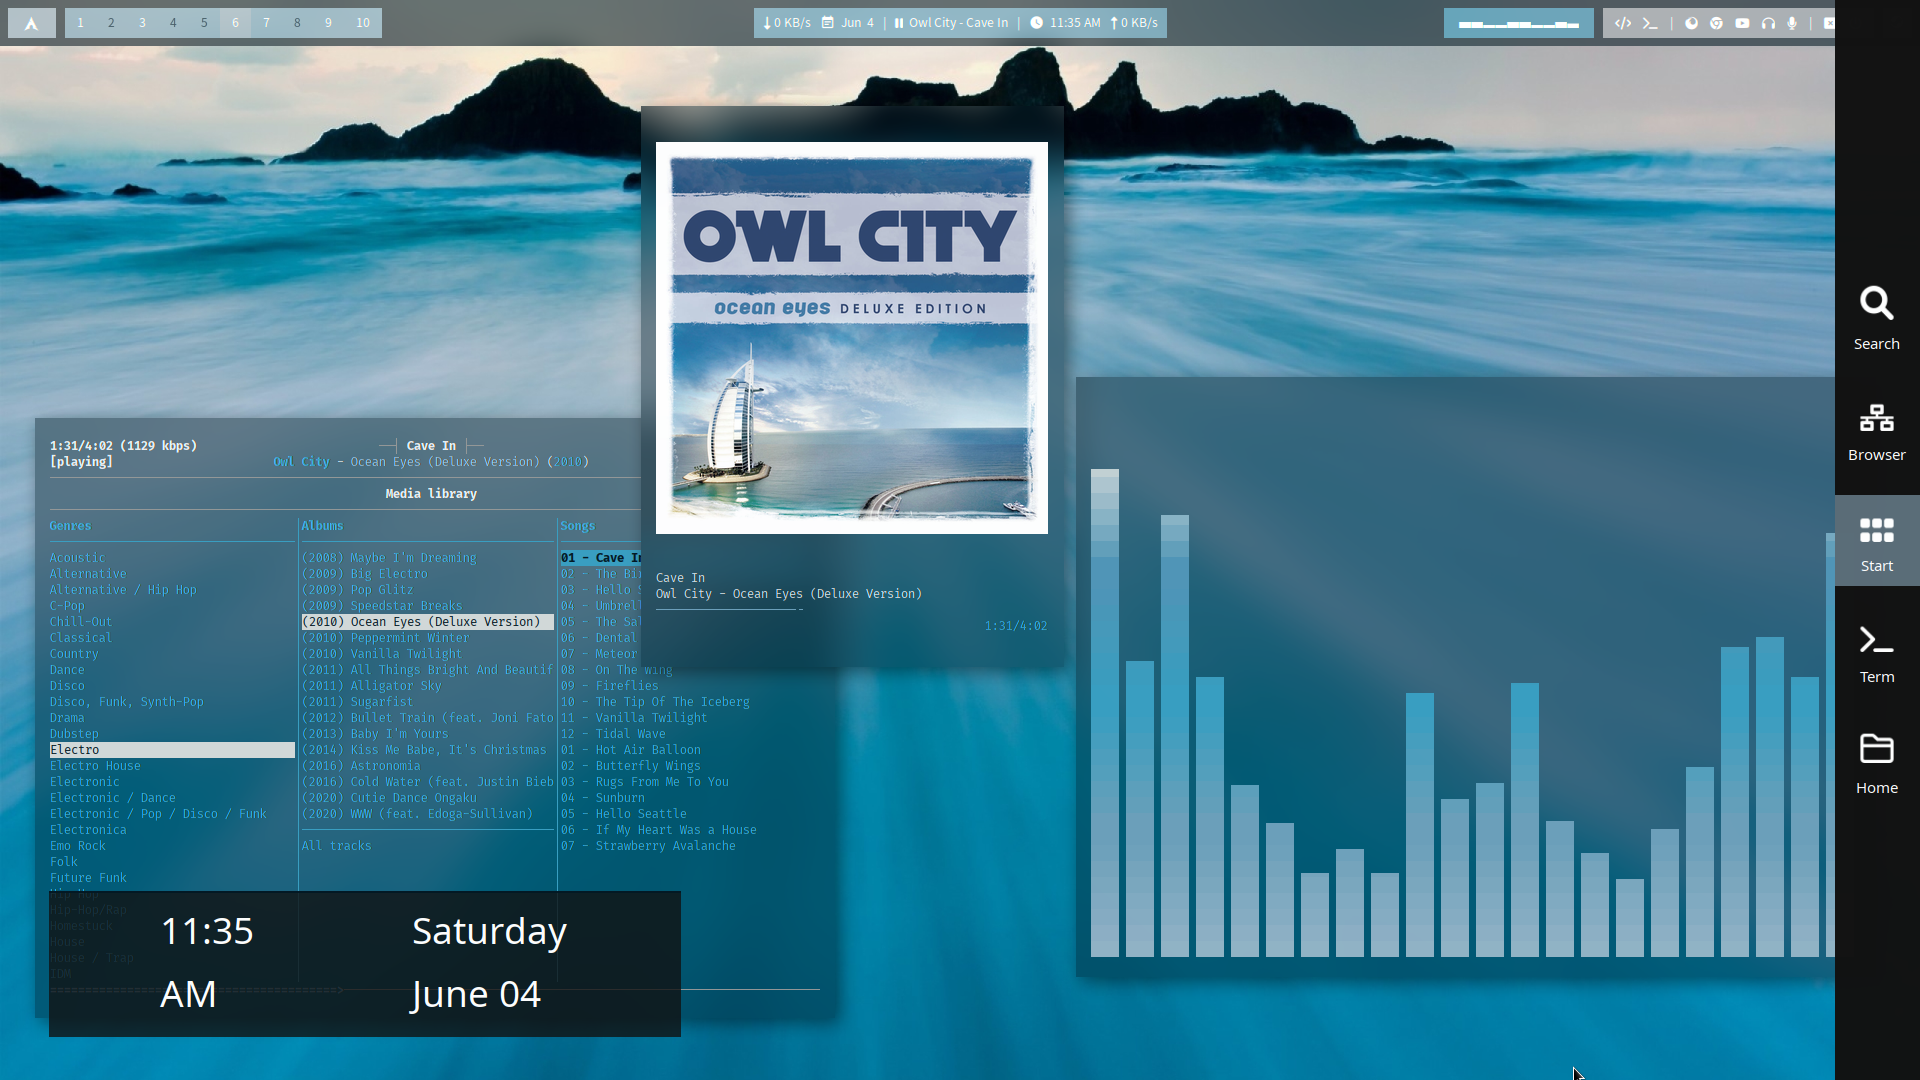 1 2 3 4 5 6 7 8 9 10
0 KB/s Jun 4 | Owl City - Cave In | 11:35 AM 0 KB/s
OWL CITY
ocean eyes DELUXE EDITION
Cave In
Owl City - Ocean Eyes (Deluxe Version)
1:31/4:02
1:31/4:02 (1129 kbps)
Cave In
[playing]
Owl City - Ocean Eyes (Deluxe Version) (2010)
Media library
Genres
Acoustic
Alternative
Alternative / Hip Hop
C-Pop
Chill-Out
Classical
Country
Dance
Disco
Disco, Funk, Synth-Pop
Drama
Dubstep
Electro
Electro House
Electronic
Electronic / Dance
Electronic / Pop / Disco / Funk
Electronica
Emo Rock
Folk
Future Funk
Hip Hop
Hip-Hop/Rap
Homestuck
House
House / Trap
IDM
Albums
(2008) Maybe I'm Dreaming
(2009) Big Electro
(2009) Pop Glitz
(2009) Speedstar Breaks
(2010) Ocean Eyes (Deluxe Version)
(2010) Peppermint Winter
(2010) Vanilla Twilight
(2011) All Things Bright And Beautif
(2011) Alligator Sky
(2011) Sugarfist
(2012) Bullet Train (feat. Joni Fato
(2013) Baby I'm Yours
(2014) Kiss Me Babe, It's Christmas
(2016) Astronomia
(2016) Cold Water (feat. Justin Bieb
(2020) Cutie Dance Ongaku
(2020) WWW (feat. Edoga-Sullivan)
All tracks
Songs
01 - Cave In
02 - The Bi
03 - Hello
04 - Umbrel
05 - The Sal
06 - Dental
07 - Meteor
08 - On The Wing
09 - Fireflies
10 - The Tip Of The Iceberg
11 - Vanilla Twilight
12 - Tidal Wave
01 - Hot Air Balloon
02 - Butterfly Wings
03 - Rugs From Me To You
04 - Sunburn
05 - Hello Seattle
06 - If My Heart Was a House
07 - Strawberry Avalanche
11:35 AM
Saturday
June 04
Search
Browser
Start
Term
Home